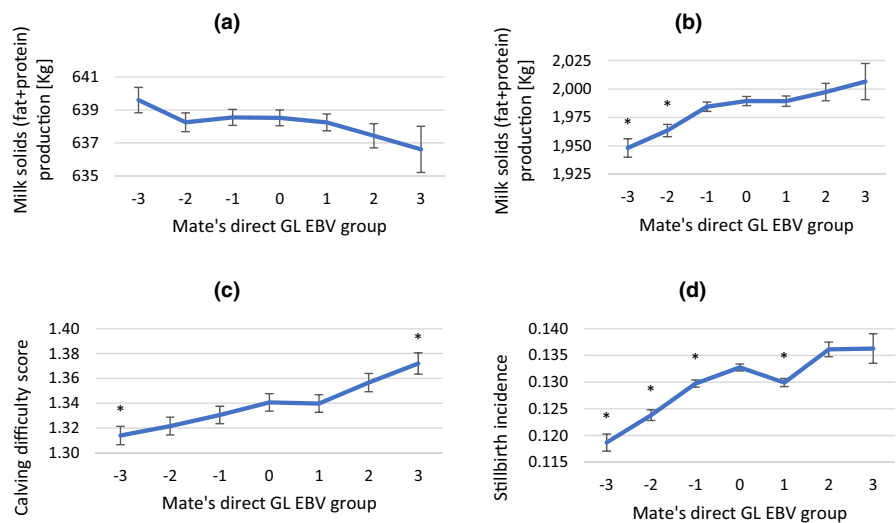 (a)
Milk solids (fat+protein)
production [Kg]
641
639
637
635
-3 -2 -1 0 1 2 3
Mate's direct GL EBV group
(b)
Milk solids (fat+protein)
production [Kg]
2,025
2,000
1,975
1,950
1,925
* *
-3 -2 -1 0 1 2 3
Mate's direct GL EBV group
(c)
Calving difficulty score
1.40
1.38
1.36
1.34
1.32
1.30
* *
-3 -2 -1 0 1 2 3
Mate's direct GL EBV group
(d)
Stillbirth incidence
0.140
0.135
0.130
0.125
0.120
0.115
* * * *
-3 -2 -1 0 1 2 3
Mate's direct GL EBV group